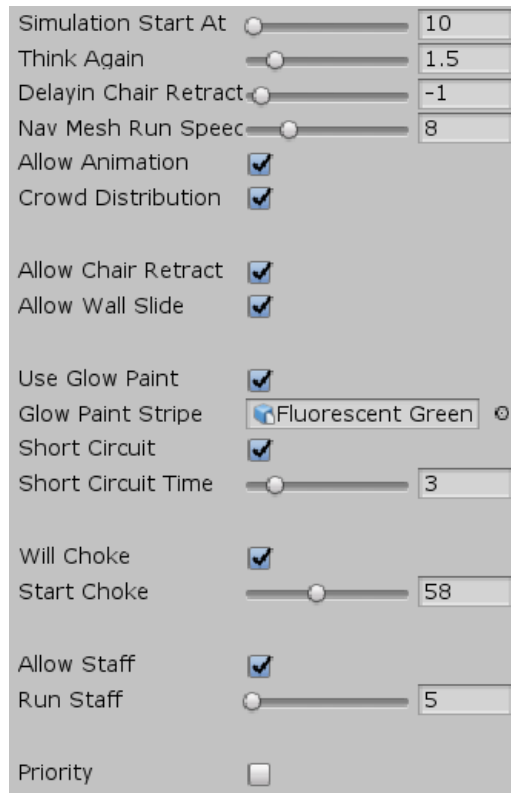 Simulation Start At 10
Think Again 1.5
Delayin Chair Retract -1
Nav Mesh Run Speec 8
Allow Animation
Crowd Distribution
Allow Chair Retract
Allow Wall Slide
Use Glow Paint
Glow Paint Stripe Fluorescent Green
Short Circuit
Short Circuit Time 3
Will Choke
Start Choke 58
Allow Staff
Run Staff 5
Priority